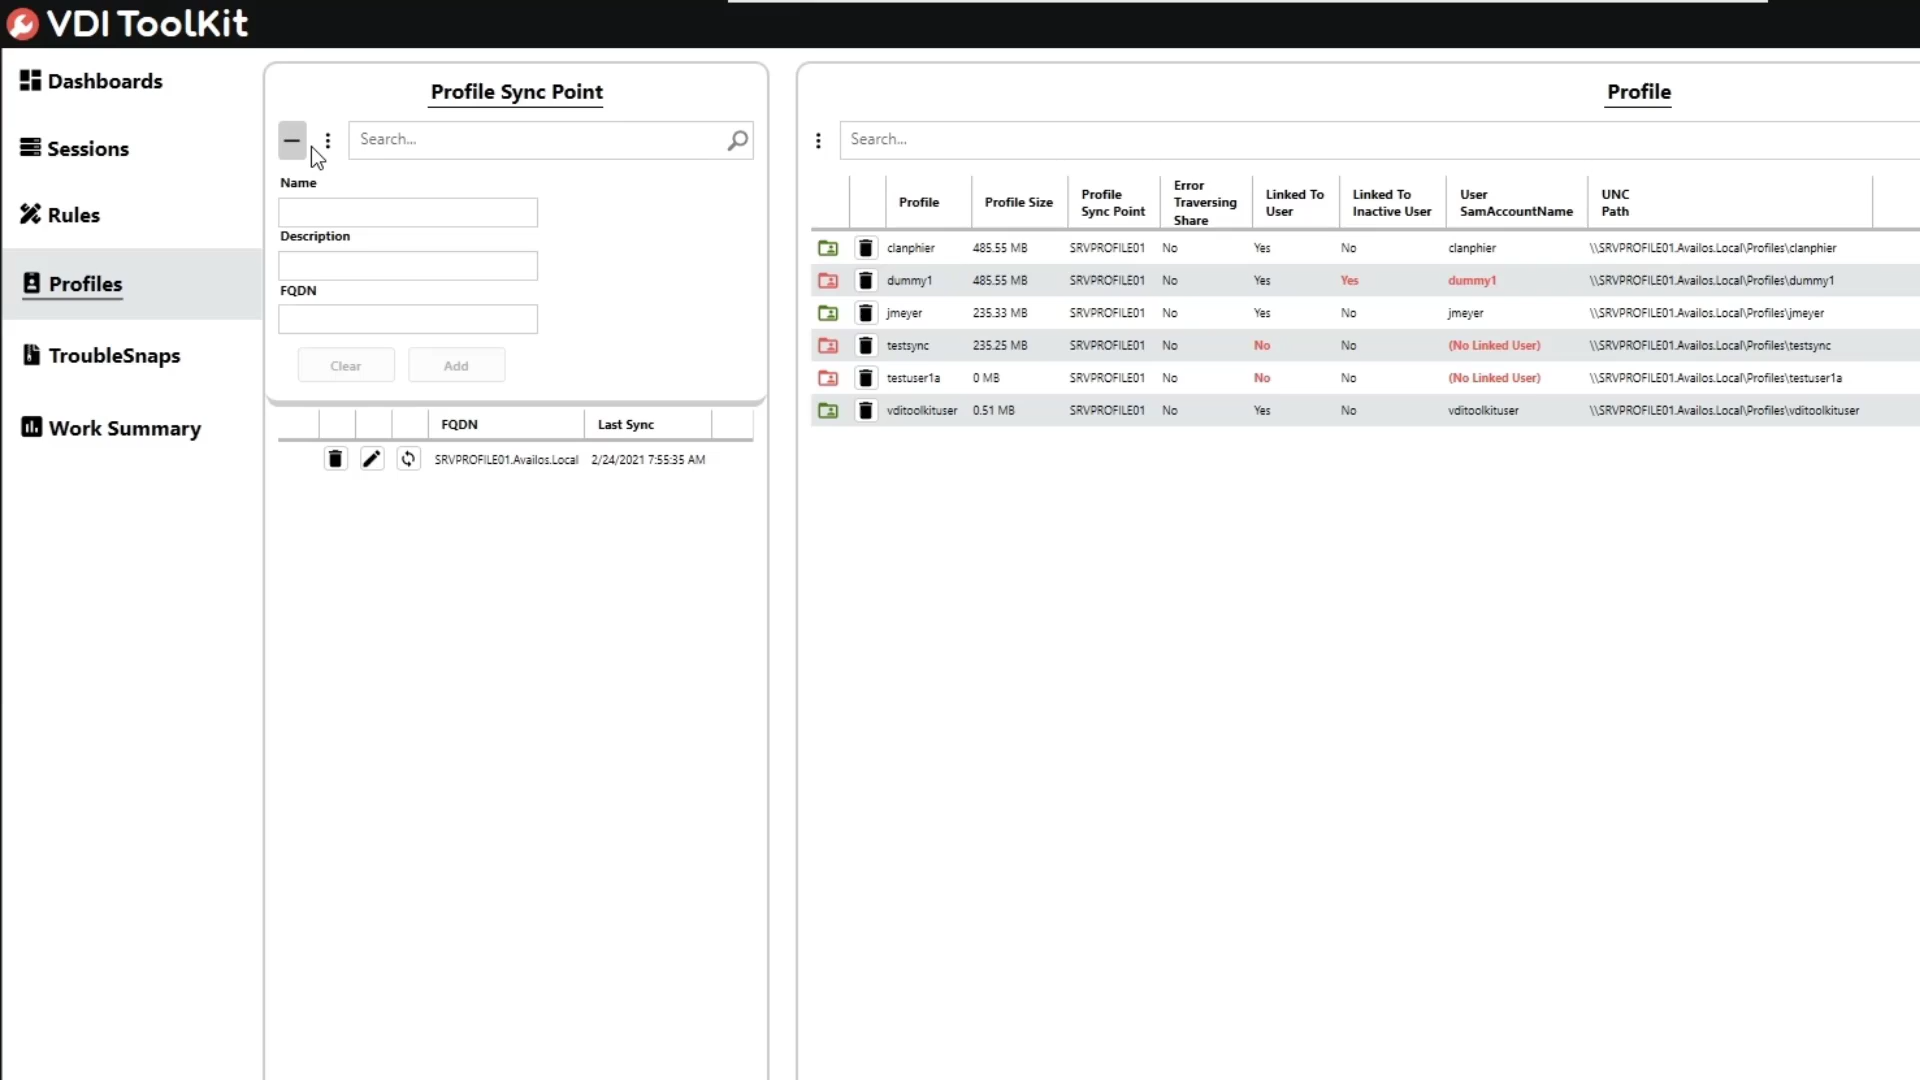 VDI ToolKit
Dashboards
Sessions
Rules
Profiles
TroubleSnaps
Work Summary
Profile Sync Point
Search...
Name
Description
FQDN
Clear Add
FQDN Last Sync
SRVPROFILE01.Availos.Local 2/24/2021 7:55:35 AM
Profile
Search...
Profile Profile Size Profile Sync Point Error Traversing Share Linked To User Linked To Inactive User User SamAccountName UNC Path
clanphier 485.55 MB SRVPROFILE01 No Yes No clanphier \\SRVPROFILE01.Availos.Local\Profiles\clanphier
dummy1 485.55 MB SRVPROFILE01 No Yes Yes dummy1 \\SRVPROFILE01.Availos.Local\Profiles\dummy1
jmeyer 235.33 MB SRVPROFILE01 No Yes No jmeyer \\SRVPROFILE01.Availos.Local\Profiles\jmeyer
testsync 235.25 MB SRVPROFILE01 No No No (No Linked User) \\SRVPROFILE01.Availos.Local\Profiles\testsync
testuser1a 0 MB SRVPROFILE01 No No No (No Linked User) \\SRVPROFILE01.Availos.Local\Profiles\testuser1a
vditoolkituser 0.51 MB SRVPROFILE01 No Yes No vditoolkituser \\SRVPROFILE01.Availos.Local\Profiles\vditoolkituser